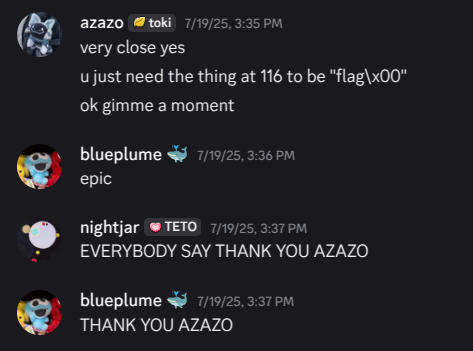 azazo toki 7/19/25, 3:35 PM
very close yes
u just need the thing at 116 to be "flag\x00"
ok gimme a moment
blueplume 7/19/25, 3:36 PM
epic
nightjar TETO 7/19/25, 3:37 PM
EVERYBODY SAY THANK YOU AZAZO
blueplume 7/19/25, 3:37 PM
THANK YOU AZAZO